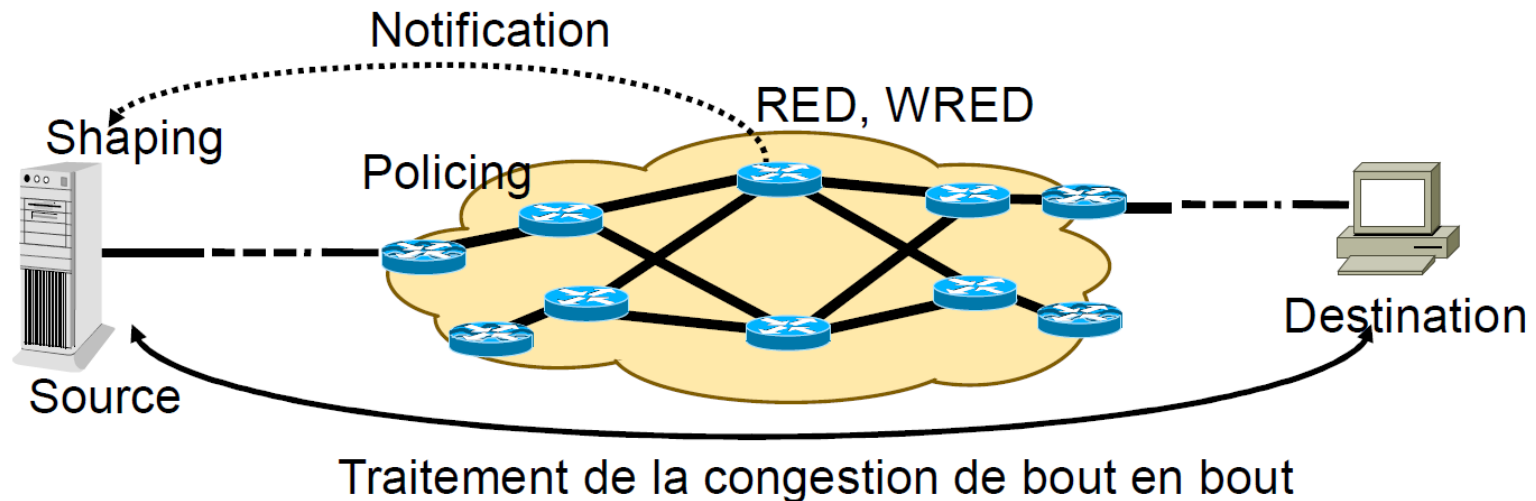 Notification
RED, WRED
Shaping
Policing
Destination
Source
Traitement de la congestion de bout en bout